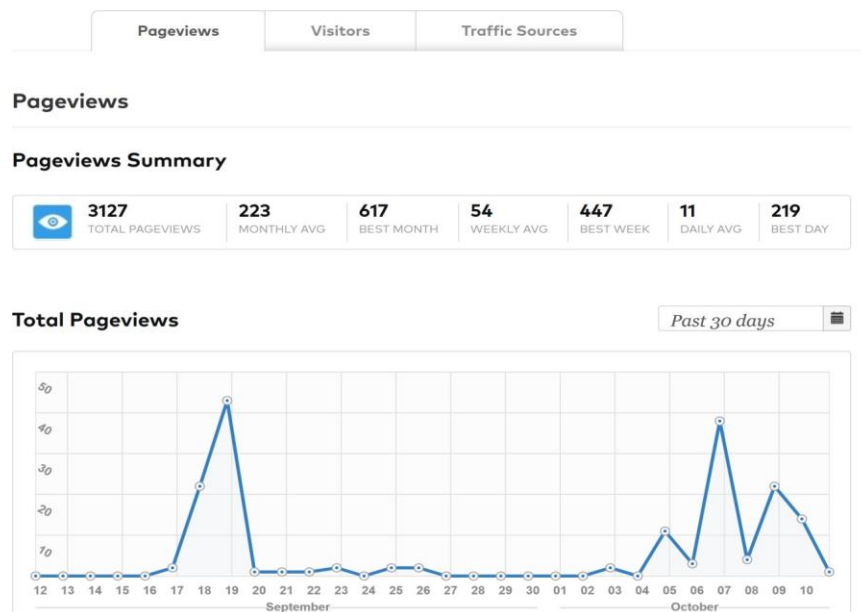 Pageviews Visitors Traffic Sources
Pageviews
Pageviews Summary
3127 223 617 54 447 11 219
TOTAL PAGEVIEWS MONTHLY AVG BEST MONTH WEEKLY AVG BEST WEEK DAILY AVG BEST DAY
Total Pageviews Past 30 days
50
40
30
20
10
12 13 14 15 16 17 18 19 20 21 22 23 24 25 26 27 28 29 30 01 02 03 04 05 06 07 08 09 10
September October